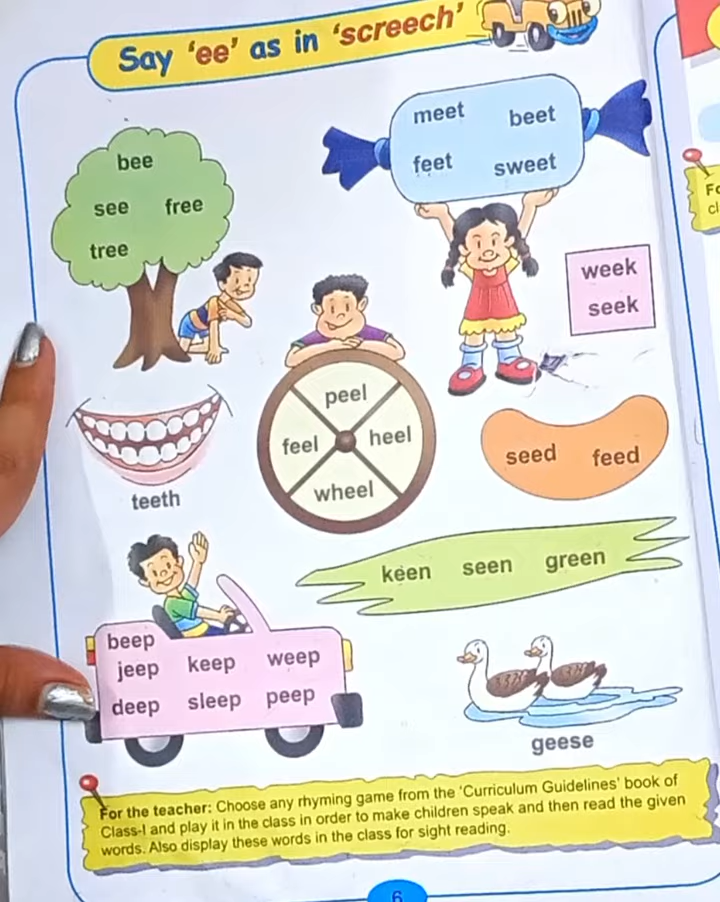 Say 'ee' as in 'screech'
meet beet
feet sweet
bee
see free
tree
week
seek
peel
feel heel
wheel
teeth
seed feed
keen seen green
beep
jeep keep weep
deep sleep peep
geese
For the teacher: Choose any rhyming game from the 'Curriculum Guidelines' book of
Class-I and play it in the class in order to make children speak and then read the given
words. Also display these words in the class for sight reading.
6